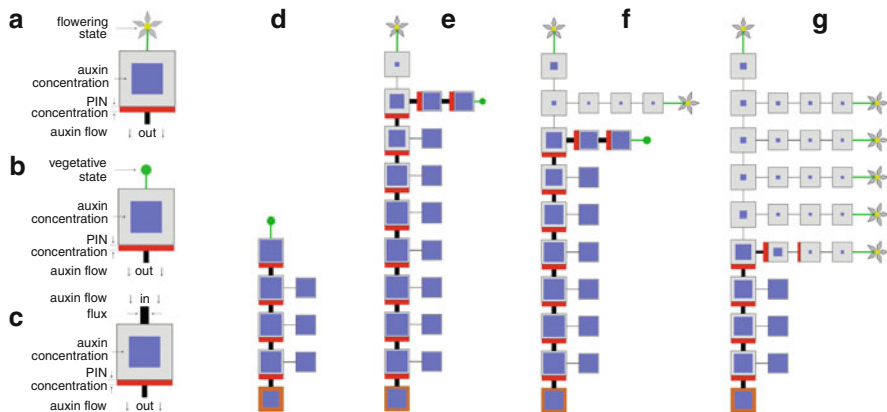 a
flowering
state
auxin
concentration
PIN ↓
concentration ↑
auxin flow ↓ out ↓
b
vegetative
state
auxin
concentration
PIN ↓
concentration ↑
auxin flow ↓ out ↓
c
auxin flow ↓ in ↓
flux
auxin
concentration
PIN ↓
concentration ↑
auxin flow ↓ out ↓
d
e
f
g